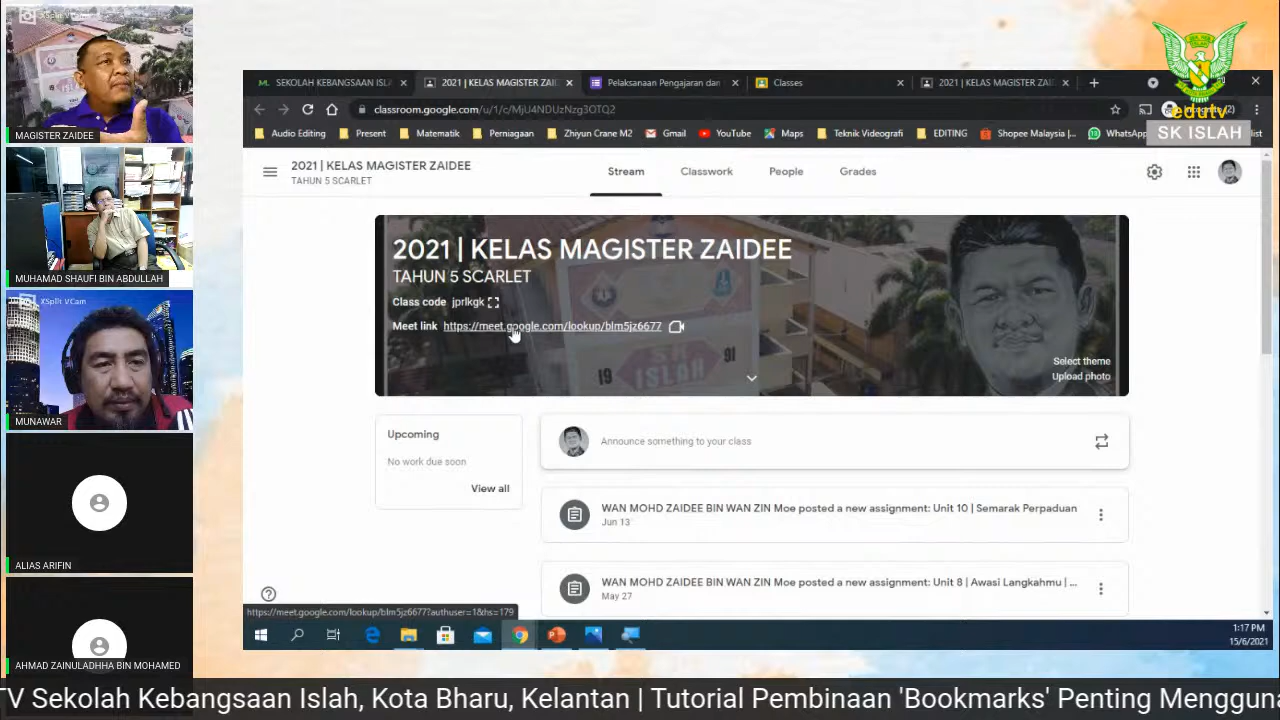 XSplit VCam
MAGISTER ZAIDEE
MUHAMAD SHAUFI BIN ABDULLAH
XSplit VCam
MUNAWAR
ALIAS ARIFIN
AHMAD ZAINULADHHA BIN MOHAMED
edutv
SK ISLAH
SEKOLAH KEBANGSAAN ISL
2021 | KELAS MAGISTER ZAI
Pelaksanaan Pengajaran dan
Classes
2021 | KELAS MAGISTER ZAI
classroom.google.com/u/1/c/MjU4NDUzNzg3OTQ2
Audio Editing
Present
Matematik
Perniagaan
Zhiyun Crane M2
Gmail
YouTube
Maps
Teknik Videografi
EDITING
Shopee Malaysia |...
WhatsApp
2021 | KELAS MAGISTER ZAIDEE
TAHUN 5 SCARLET
Stream
Classwork
People
Grades
2021 | KELAS MAGISTER ZAIDEE
TAHUN 5 SCARLET
Class code jprlkgk
Meet link https://meet.google.com/lookup/blm5jz6677
19 ISLAH 91
Select theme
Upload photo
Upcoming
No work due soon
View all
Announce something to your class
WAN MOHD ZAIDEE BIN WAN ZIN Moe posted a new assignment: Unit 10 | Semarak Perpaduan
Jun 13
WAN MOHD ZAIDEE BIN WAN ZIN Moe posted a new assignment: Unit 8 | Awasi Langkahmu | ...
May 27
https://meet.google.com/lookup/blm5jz6677?authuser=1&hs=179
1:17 PM
15/6/2021
TV Sekolah Kebangsaan Islah, Kota Bharu, Kelantan | Tutorial Pembinaan 'Bookmarks' Penting Mengguna